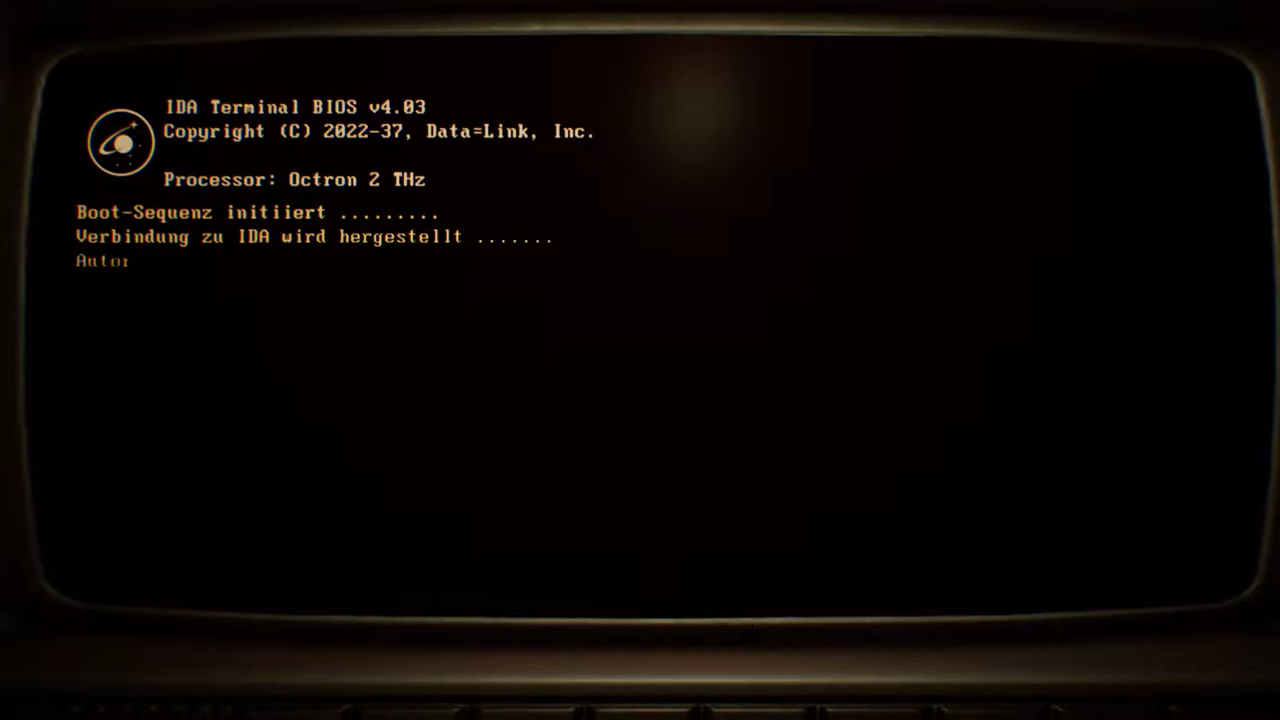 IDA Terminal BIOS v4.03
Copyright (C) 2022-37, Data=Link, Inc.
Processor: Octron 2 THz
Boot-Sequenz initiiert .........
Verbindung zu IDA wird hergestellt .......
Autor